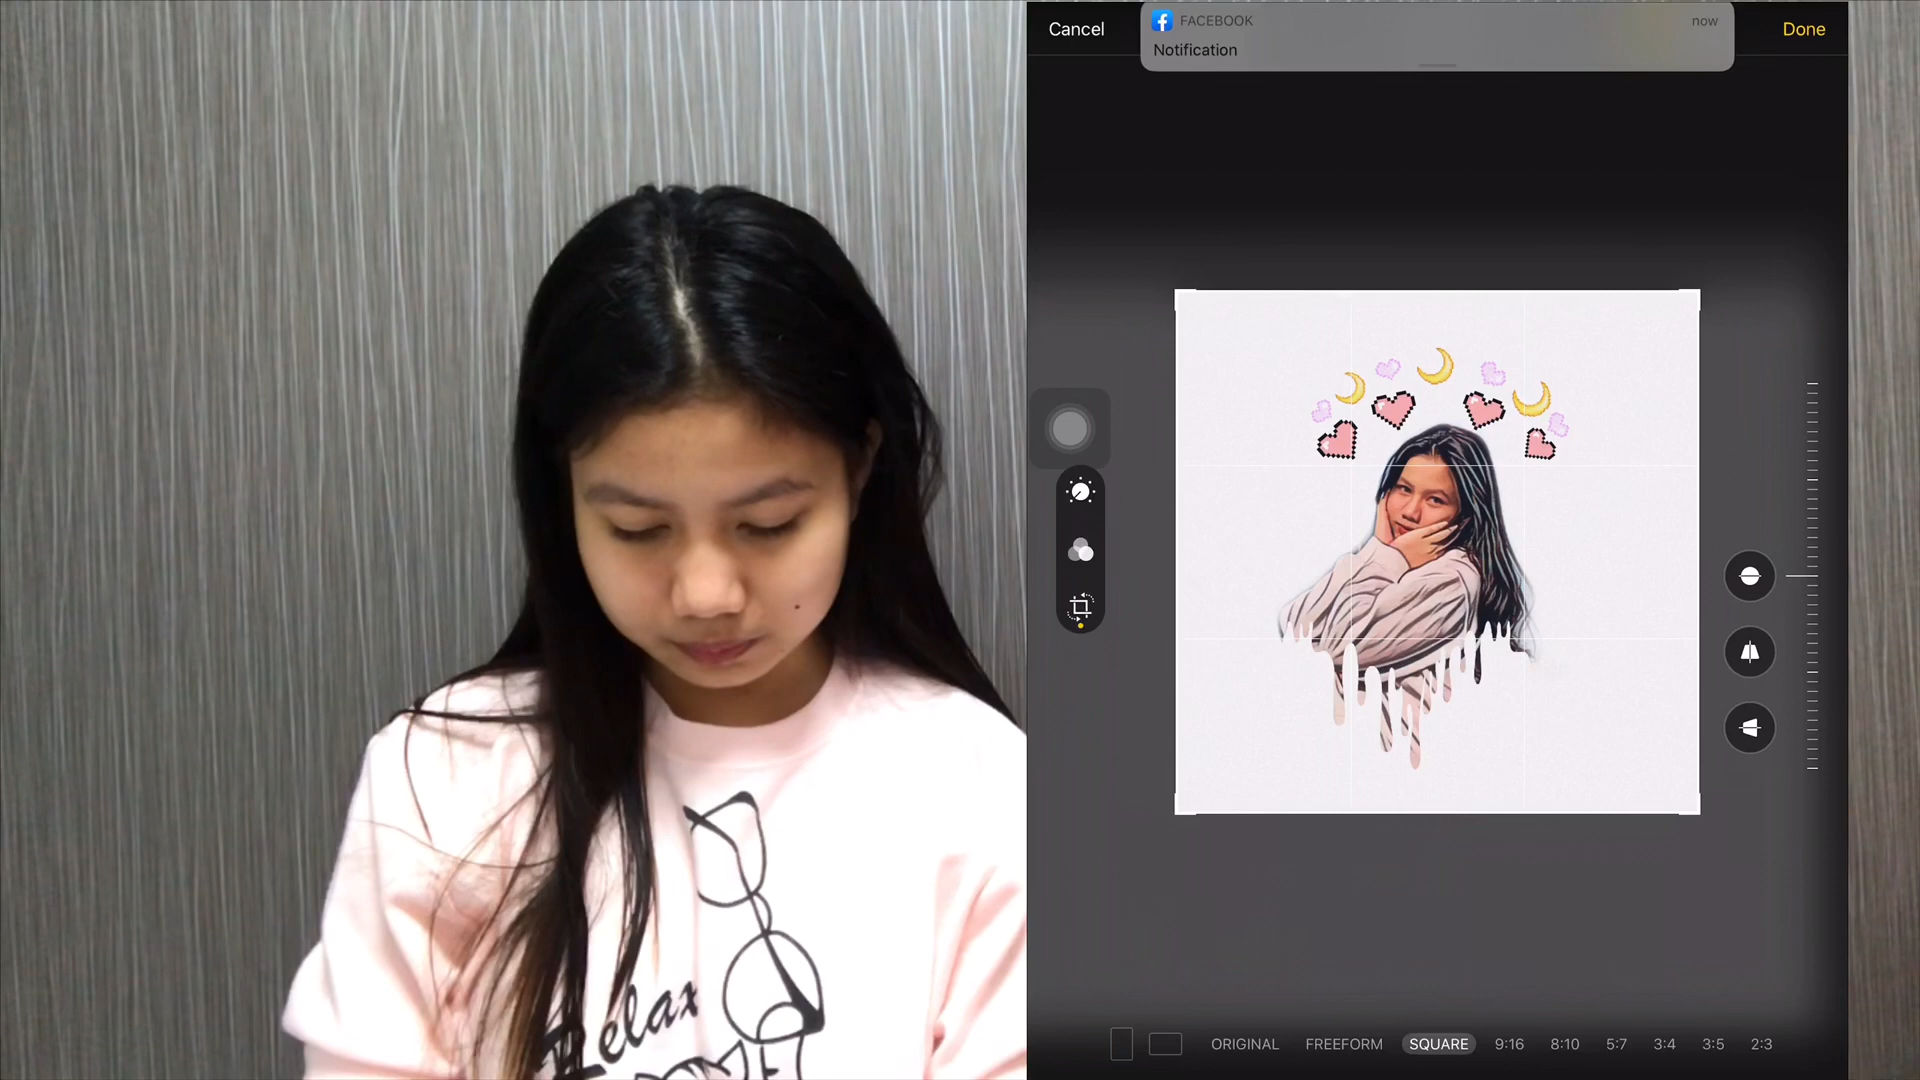 Cancel
FACEBOOK
now
Done
Notification
ORIGINAL
FREEFORM
SQUARE
9:16
8:10
5:7
3:4
3:5
2:3
Relax